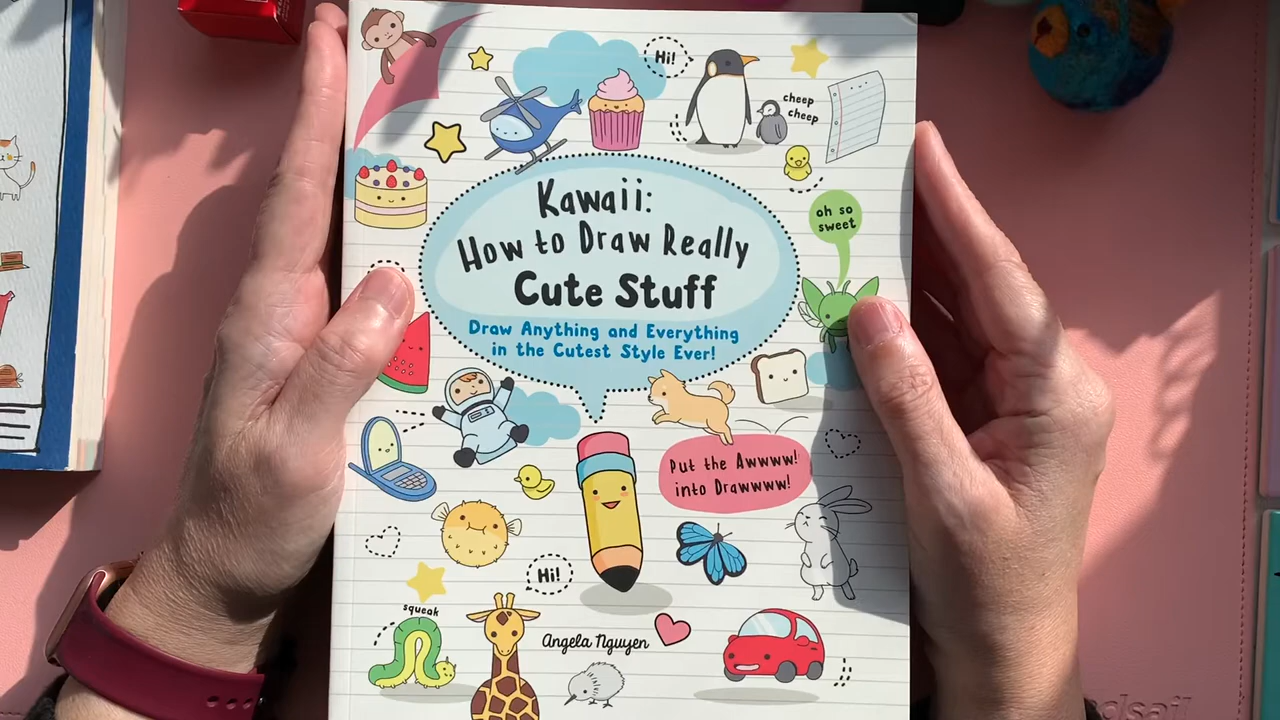 Hi!
cheep
cheep
Kawaii:
How to Draw Really
Cute Stuff
oh so
sweet
Draw Anything and Everything
in the Cutest Style Ever!
Put the Awwww!
into Drawwww!
Hi!
squeak
Angela Nguyen